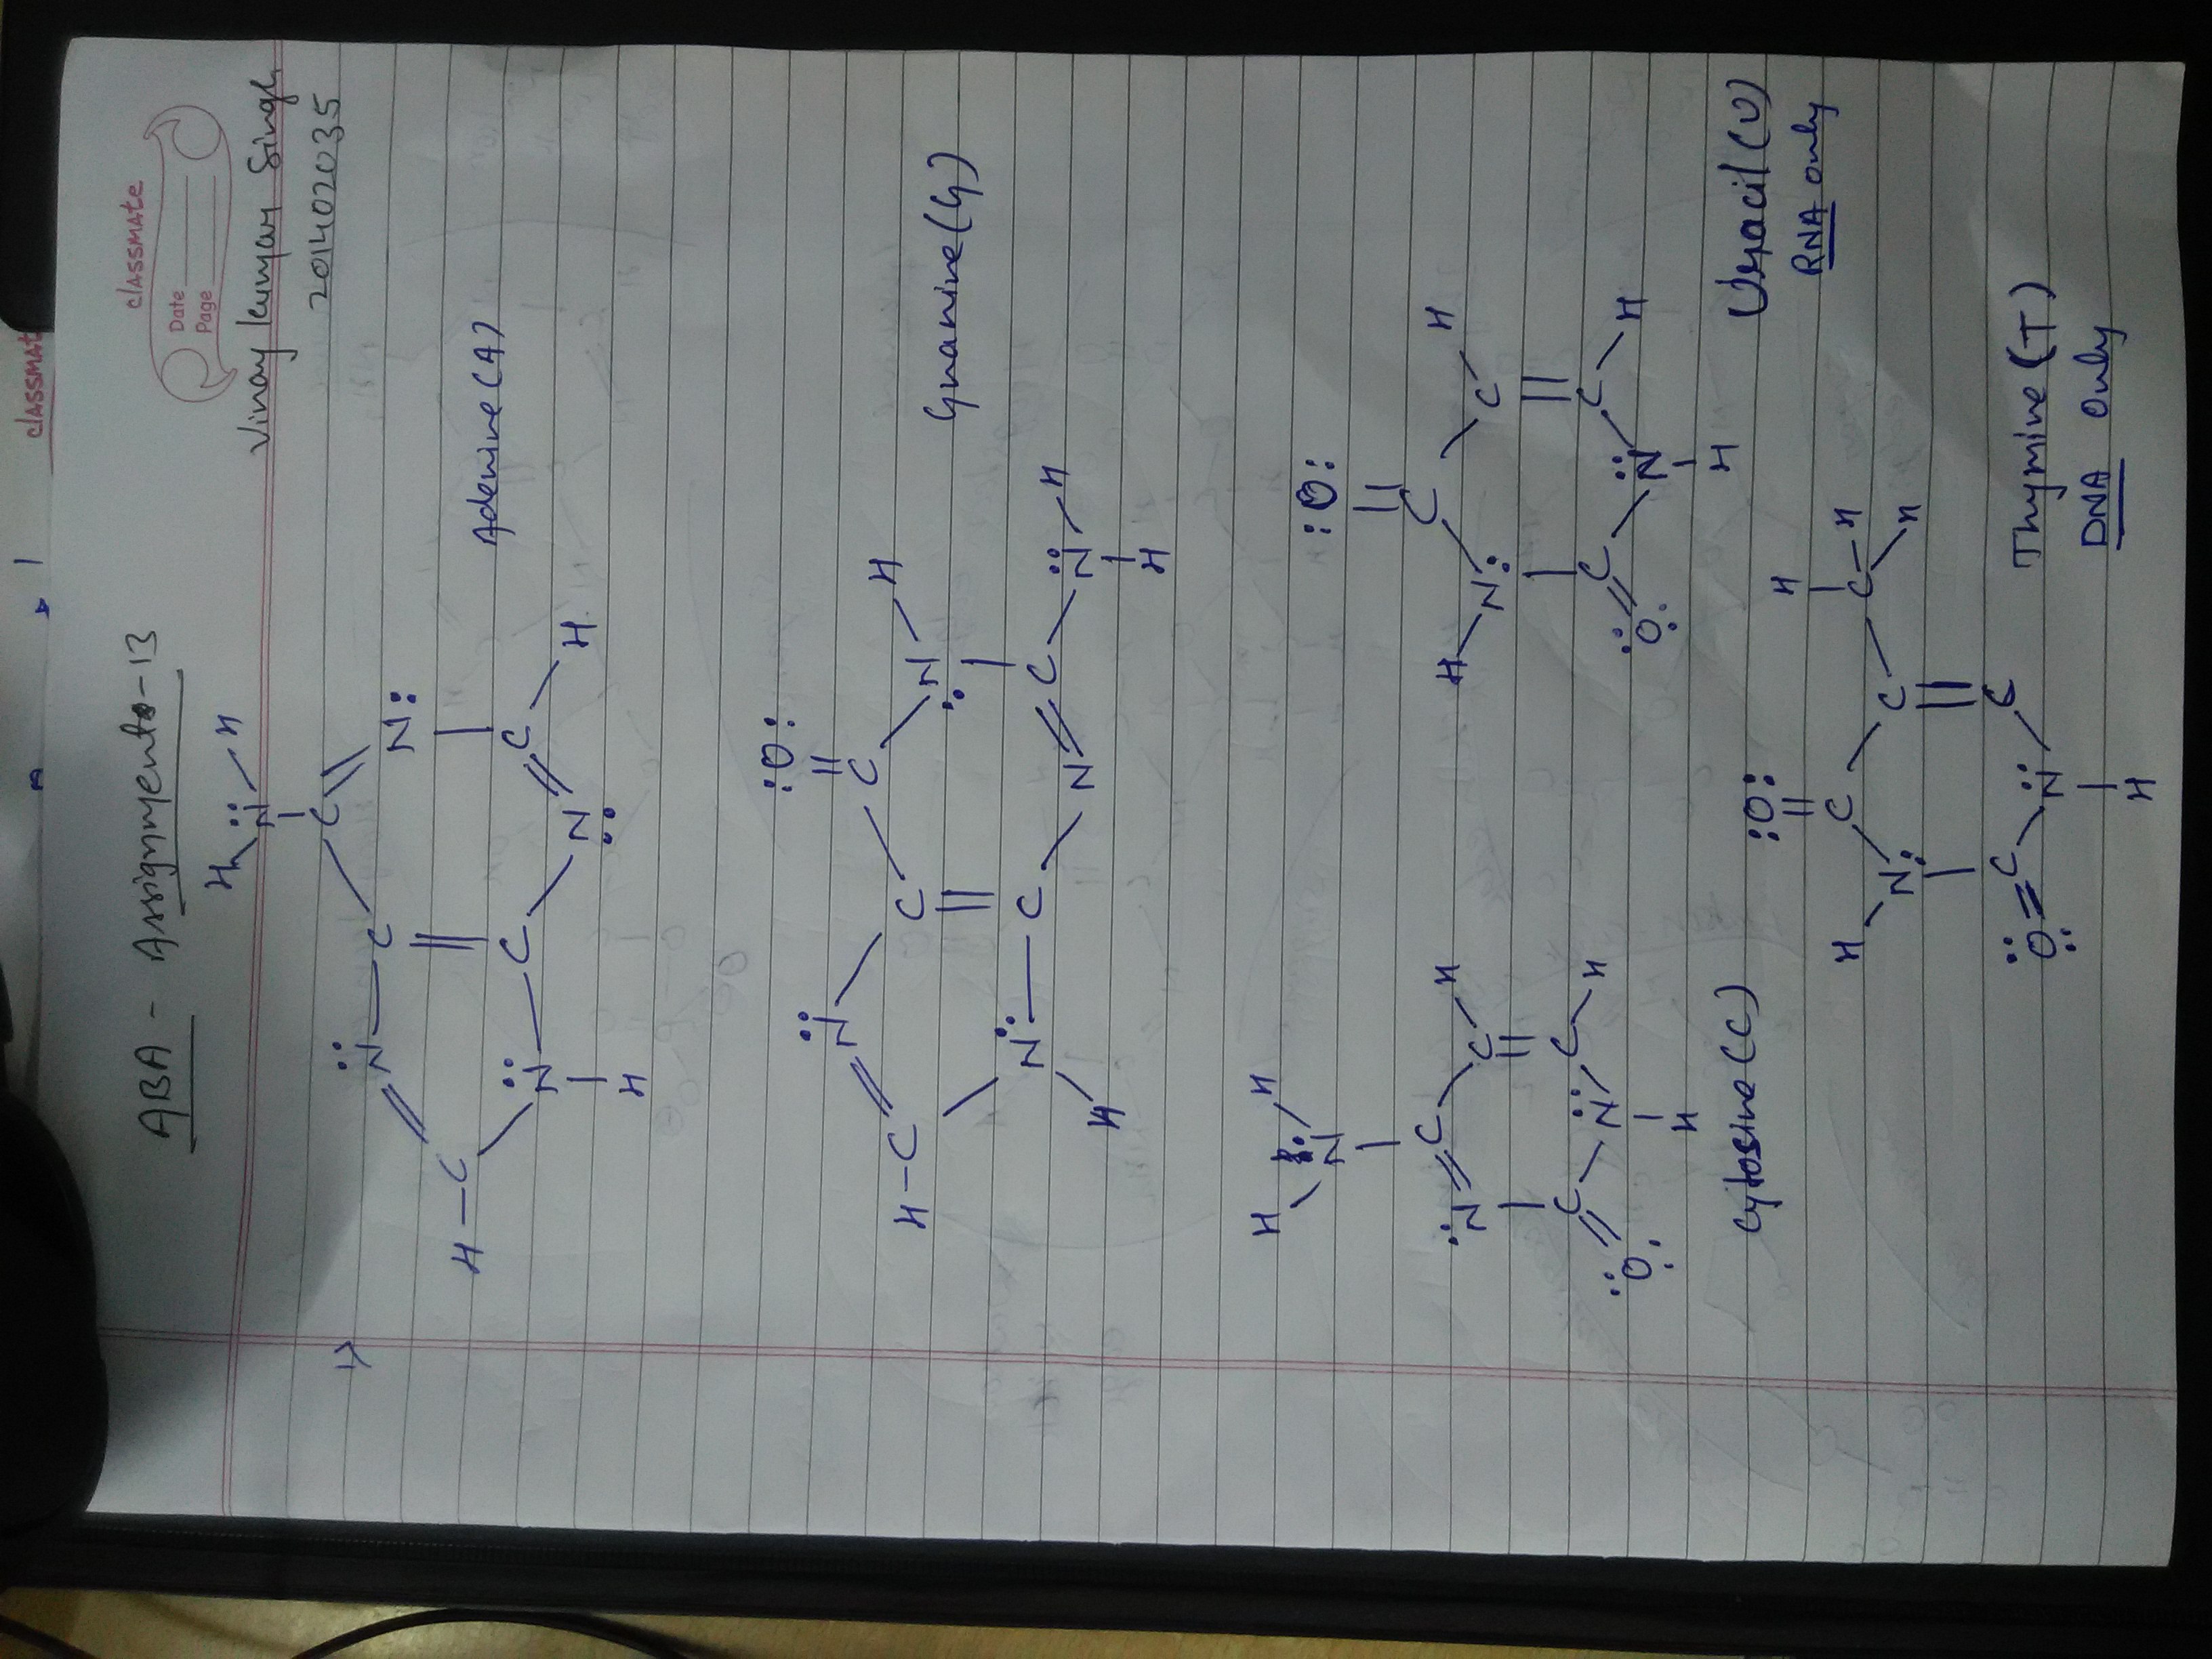 classmate
classmate
Date
Page
ABA - Assignment-13
Vinay kumar Singh
201402035
1>
H N̈ H
C
N̈ C N:
H-C
N̈ C N̈ C H
H
Adenine(A)
:O:
C
N̈ C N H
H-C
N̈ C N C N̈ H
H H
Guanine(G)
H N H
N̈ C C H
O C N̈ C H
H
Cytosine(C)
:O:
C
H N C H
O C N̈ C H
H
Uracil(U)
RNA only
:O: H
H N C C C H
H
O C N̈ C
H
Thymine(T)
DNA only